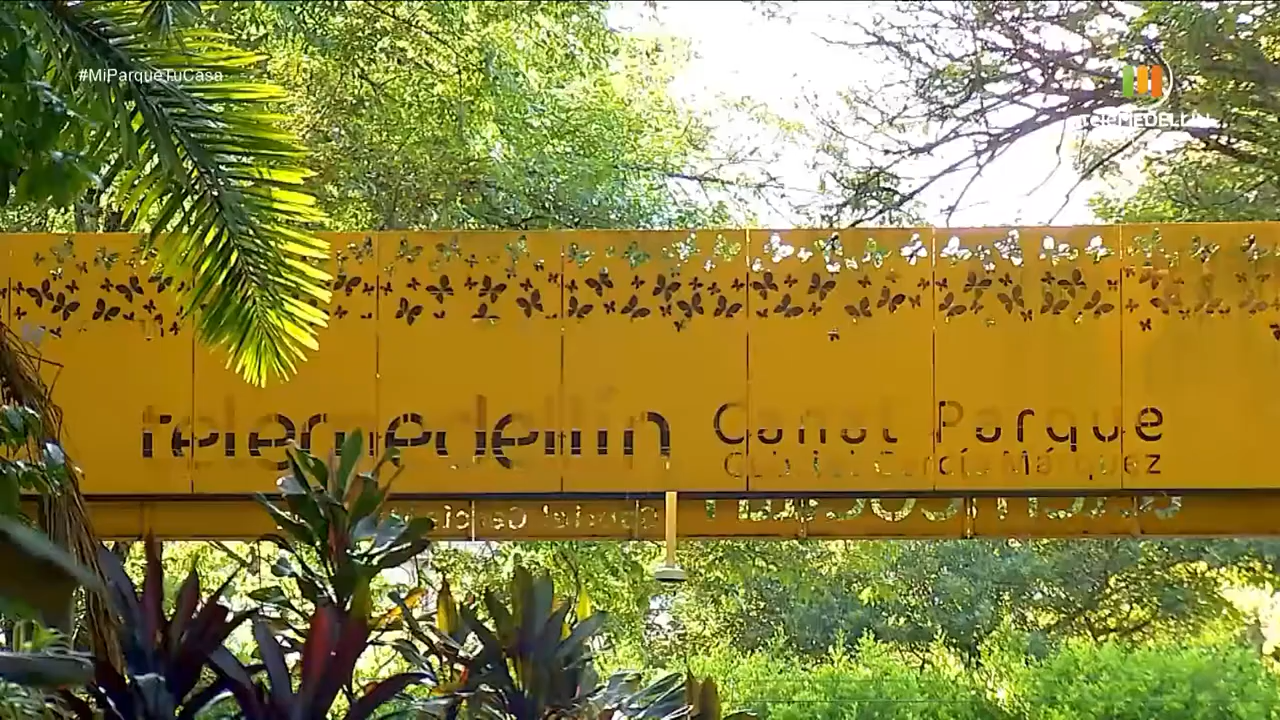 #MiParqueTuCasa
TELEMEDELLÍN
telemedellín
Canal Parque
Gabriel García Márquez